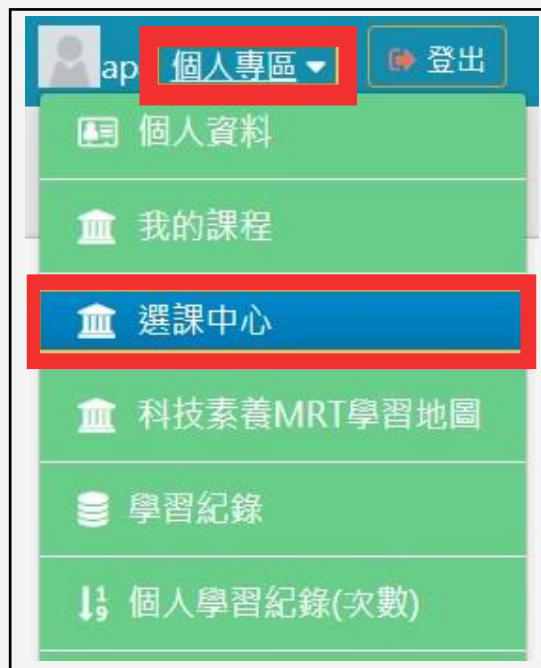 ap 個人專區 登出
個人資料
我的課程
選課中心
科技素養MRT學習地圖
學習紀錄
個人學習紀錄(次數)